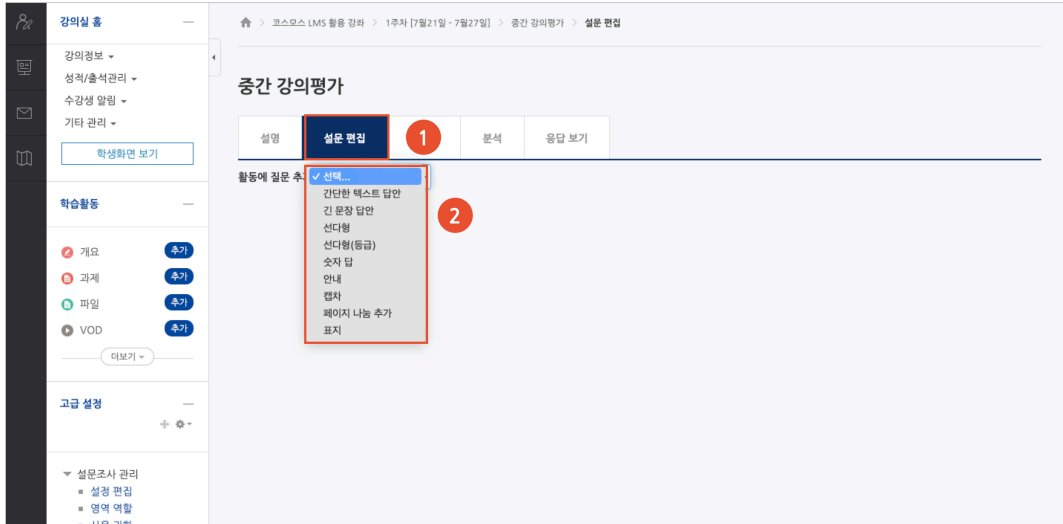 강의실 홈
강의정보
성적/출석관리
수강생 알림
기타 관리
학생화면 보기
학습활동
개요 추가
과제 추가
파일 추가
VOD 추가
더보기
고급 설정
설문조사 관리
설정 편집
영역 역할
코스모스 LMS 활용 강좌 > 1주차 [7월21일 - 7월27일] > 중간 강의평가 > 설문 편집
중간 강의평가
설명
설문 편집
1
분석
응답 보기
활동에 질문 추
✓ 선택...
간단한 텍스트 답안
긴 문장 답안
선다형
선다형(등급)
숫자 답
안내
캡차
페이지 나눔 추가
표지
2